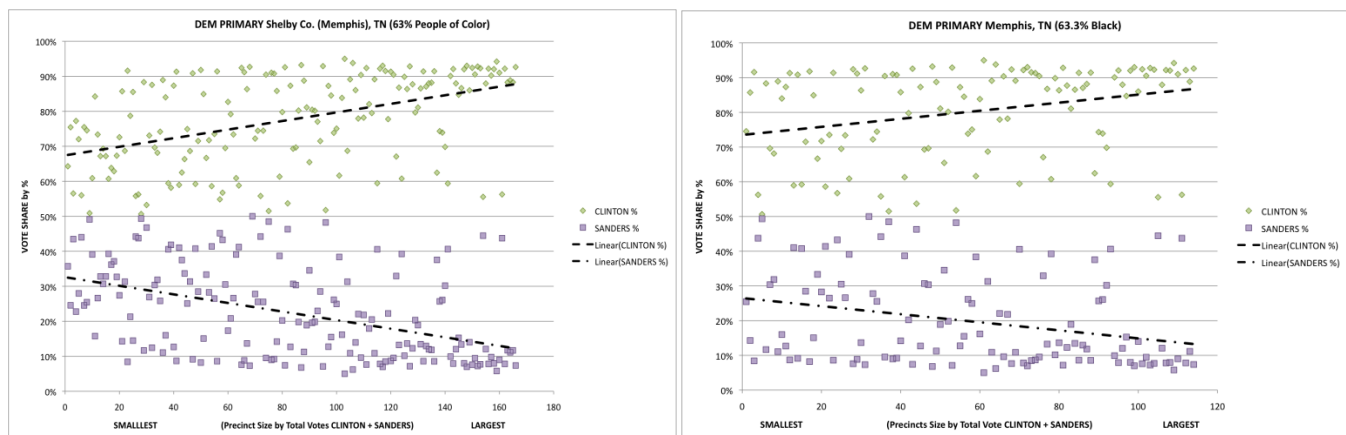 DEM PRIMARY Shelby Co. (Memphis), TN (63% People of Color)
100%
90%
80%
70%
60%
50%
40%
30%
20%
10%
0%
VOTE SHARE by %
0 20 40 60 80 100 120 140 160 180
SMALLLEST (Precinct Size by Total Votes CLINTON + SANDERS) LARGEST
CLINTON %
SANDERS %
Linear(CLINTON %)
Linear(SANDERS %)
DEM PRIMARY Memphis, TN (63.3% Black)
100%
90%
80%
70%
60%
50%
40%
30%
20%
10%
0%
VOTE SHARE by %
0 20 40 60 80 100 120
SMALLEST (Precincts Size by Total Vote CLINTON + SANDERS) LARGEST
CLINTON %
SANDERS %
Linear(CLINTON %)
Linear(SANDERS %)